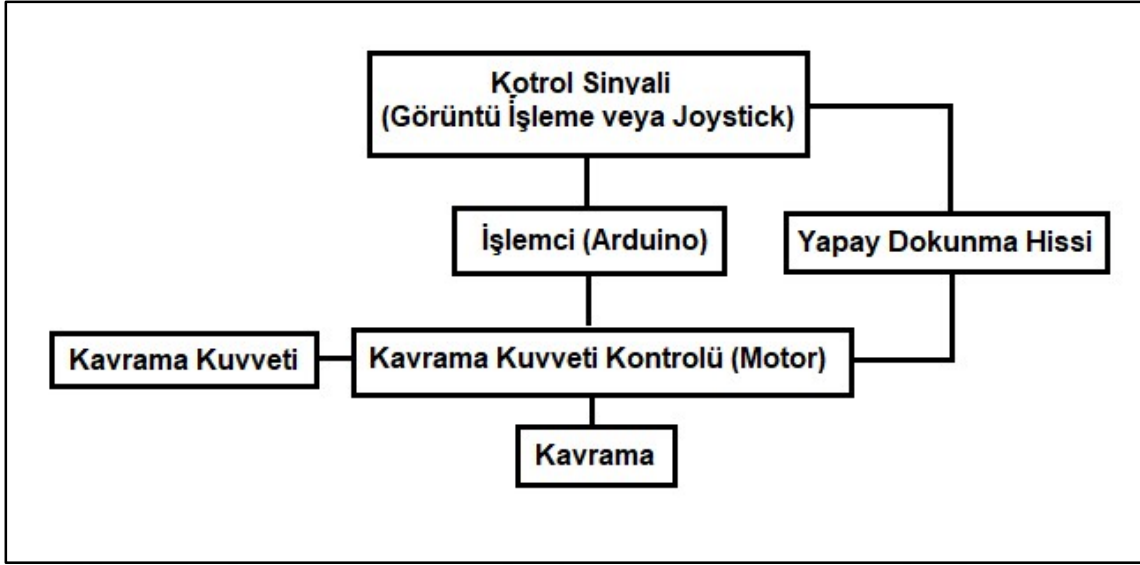 Kotrol Sinyali
(Görüntü İşleme veya Joystick)
İşlemci (Arduino)
Yapay Dokunma Hissi
Kavrama Kuvveti
Kavrama Kuvveti Kontrolü (Motor)
Kavrama